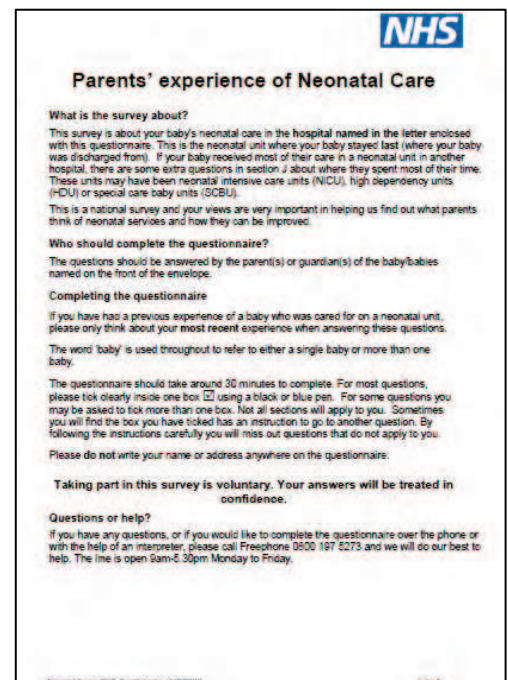 NHS
Parents' experience of Neonatal Care
What is the survey about?
This survey is about your baby's neonatal care in the hospital named in the letter enclosed
with this questionnaire. This is the neonatal unit where your baby stayed last (where your baby
was discharged from). If your baby received most of their care in a neonatal unit in another
hospital, there are some extra questions in section J about where they spent most of their time.
These units may have been neonatal intensive care units (NICU), high dependency units
(HDU) or special care baby units (SCBU).
This is a national survey and your views are very important in helping us find out what parents
think of neonatal services and how they can be improved.
Who should complete the questionnaire?
The questions should be answered by the parent(s) or guardian(s) of the baby/babies
named on the front of the envelope.
Completing the questionnaire
If you have had a previous experience of a baby who was cared for on a neonatal unit,
please only think about your most recent experience when answering these questions.
The word 'baby' is used throughout to refer to either a single baby or more than one
baby.
The questionnaire should take around 30 minutes to complete. For most questions,
please tick clearly inside one box ☑ using a black or blue pen. For some questions you
may be asked to tick more than one box. Not all sections will apply to you. Sometimes
you will find the box you have ticked has an instruction to go to another question. By
following the instructions carefully you will miss out questions that do not apply to you.
Please do not write your name or address anywhere on the questionnaire.
Taking part in this survey is voluntary. Your answers will be treated in
confidence.
Questions or help?
If you have any questions, or if you would like to complete the questionnaire over the phone or
with the help of an interpreter, please call Freephone 0800 197 5273 and we will do our best to
help. The line is open 9am-5.30pm Monday to Friday.